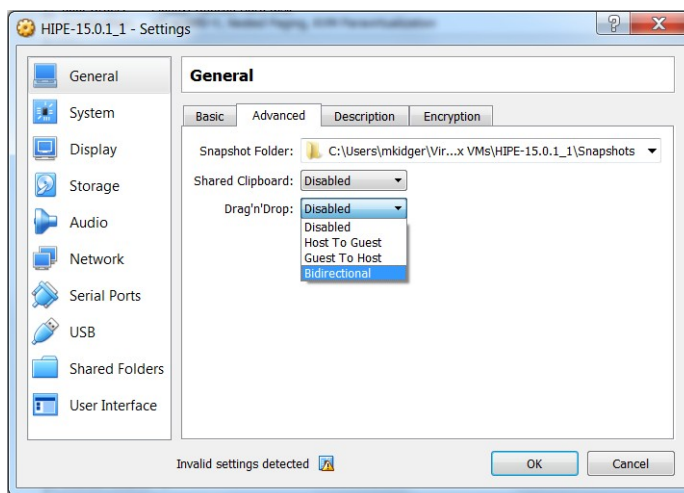 HIPE-15.0.1_1 - Settings
General
System
Display
Storage
Audio
Network
Serial Ports
USB
Shared Folders
User Interface
General
Basic Advanced Description Encryption
Snapshot Folder: C:\Users\mkidger\Vir...x VMs\HIPE-15.0.1_1\Snapshots
Shared Clipboard: Disabled
Drag'n'Drop: Disabled
Disabled
Host To Guest
Guest To Host
Bidirectional
Invalid settings detected
OK Cancel